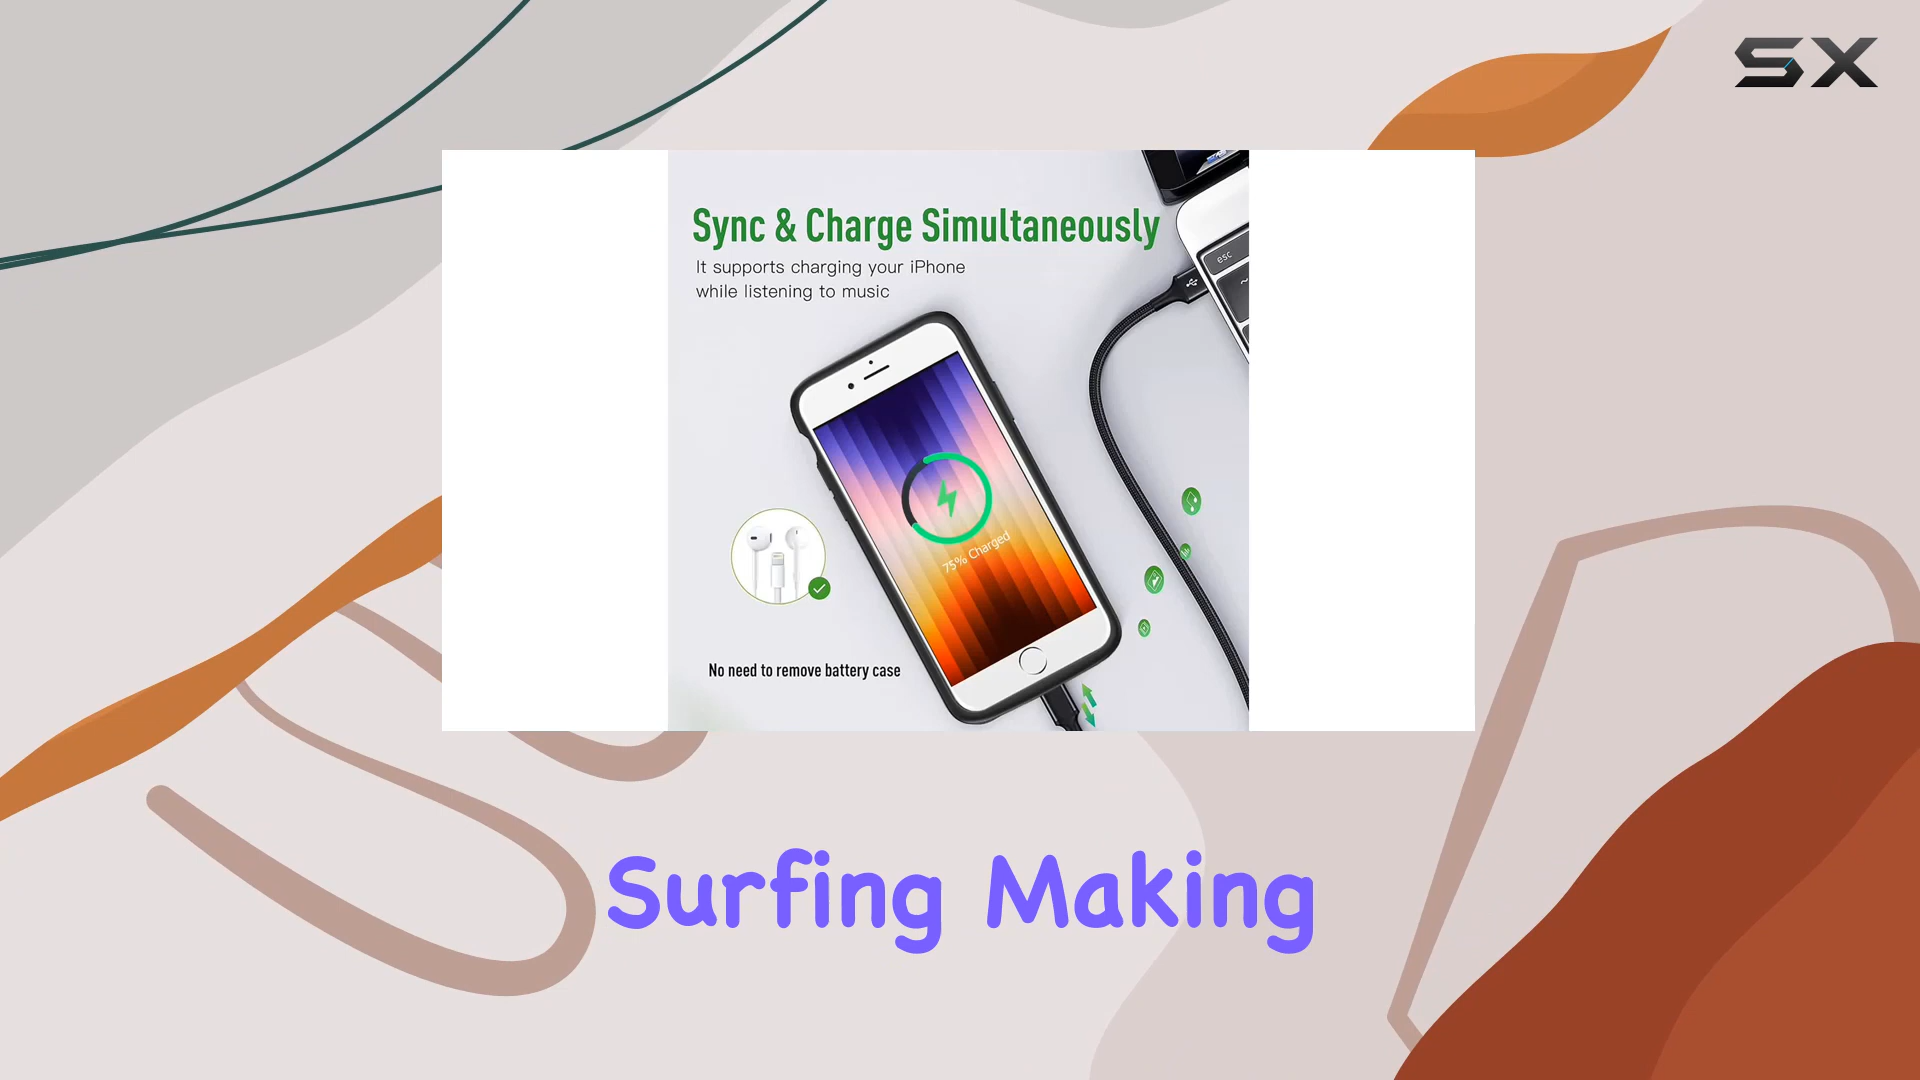 SX
Sync & Charge Simultaneously
It supports charging your iPhone
while listening to music
esc
~
75% Charged
No need to remove battery case
Surfing Making